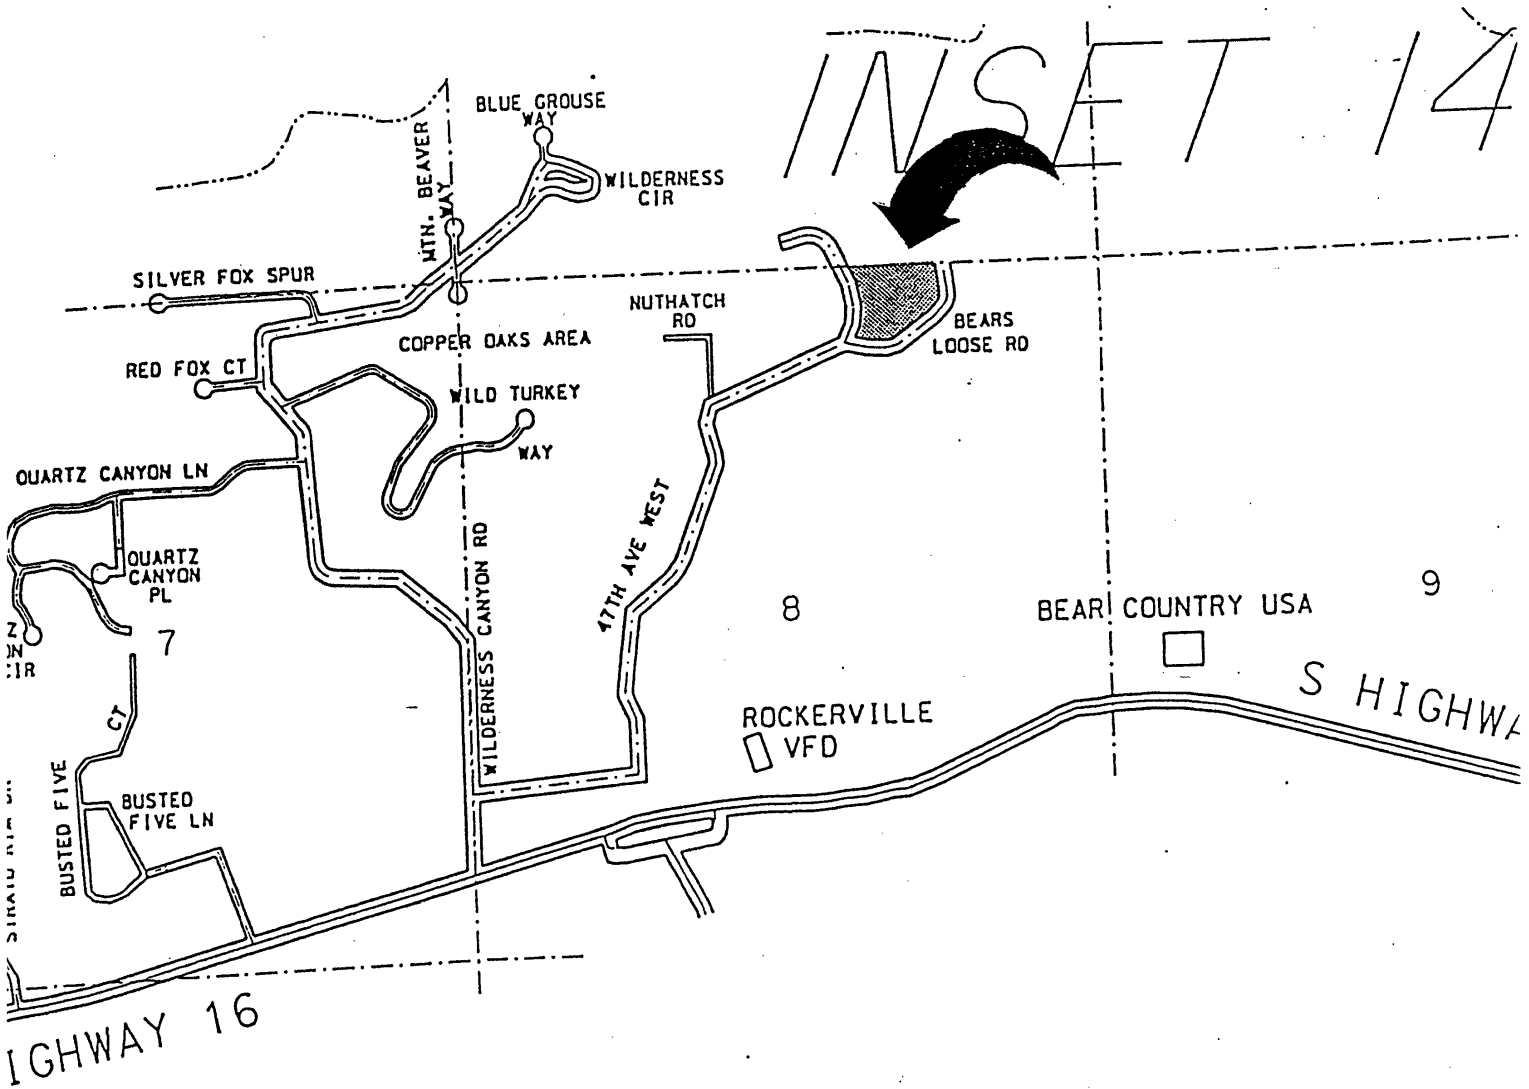 INSET 14
BLUE GROUSE
WAY
MTN. BEAVER
WAY
WILDERNESS
CIR
SILVER FOX SPUR
NUTHATCH
RD
BEARS
LOOSE RD
COPPER OAKS AREA
RED FOX CT
WILD TURKEY
WAY
QUARTZ CANYON LN
QUARTZ
CANYON
PL
47TH AVE WEST
WILDERNESS CANYON RD
8
9
BEAR COUNTRY USA
Z
ON
CIR
7
S HIGHWA
ROCKERVILLE
VFD
CT
BUSTED FIVE
BUSTED
FIVE LN
IGHWAY 16